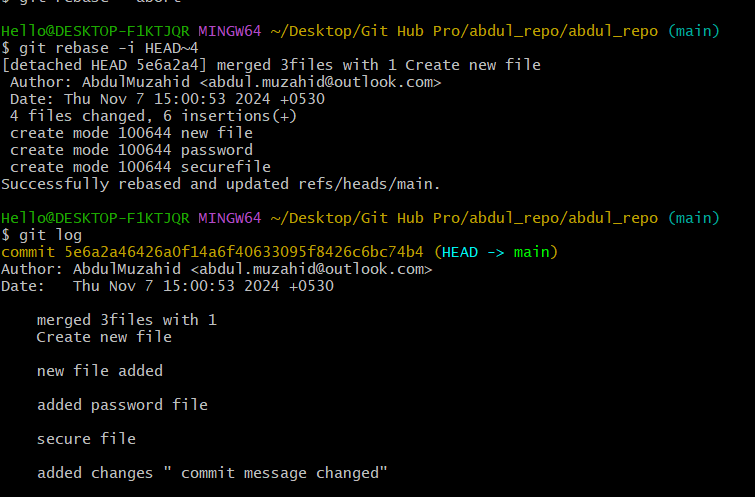 $ git rebase --abort
Hello@DESKTOP-F1KTJQR MINGW64 ~/Desktop/Git Hub Pro/abdul_repo/abdul_repo (main)
$ git rebase -i HEAD~4
[detached HEAD 5e6a2a4] merged 3files with 1 Create new file
Author: AbdulMuzahid <abdul.muzahid@outlook.com>
Date: Thu Nov 7 15:00:53 2024 +0530
4 files changed, 6 insertions(+)
create mode 100644 new file
create mode 100644 password
create mode 100644 securefile
Successfully rebased and updated refs/heads/main.
Hello@DESKTOP-F1KTJQR MINGW64 ~/Desktop/Git Hub Pro/abdul_repo/abdul_repo (main)
$ git log
commit 5e6a2a46426a0f14a6f40633095f8426c6bc74b4 (HEAD -> main)
Author: AbdulMuzahid <abdul.muzahid@outlook.com>
Date: Thu Nov 7 15:00:53 2024 +0530
merged 3files with 1
Create new file
new file added
added password file
secure file
added changes " commit message changed"